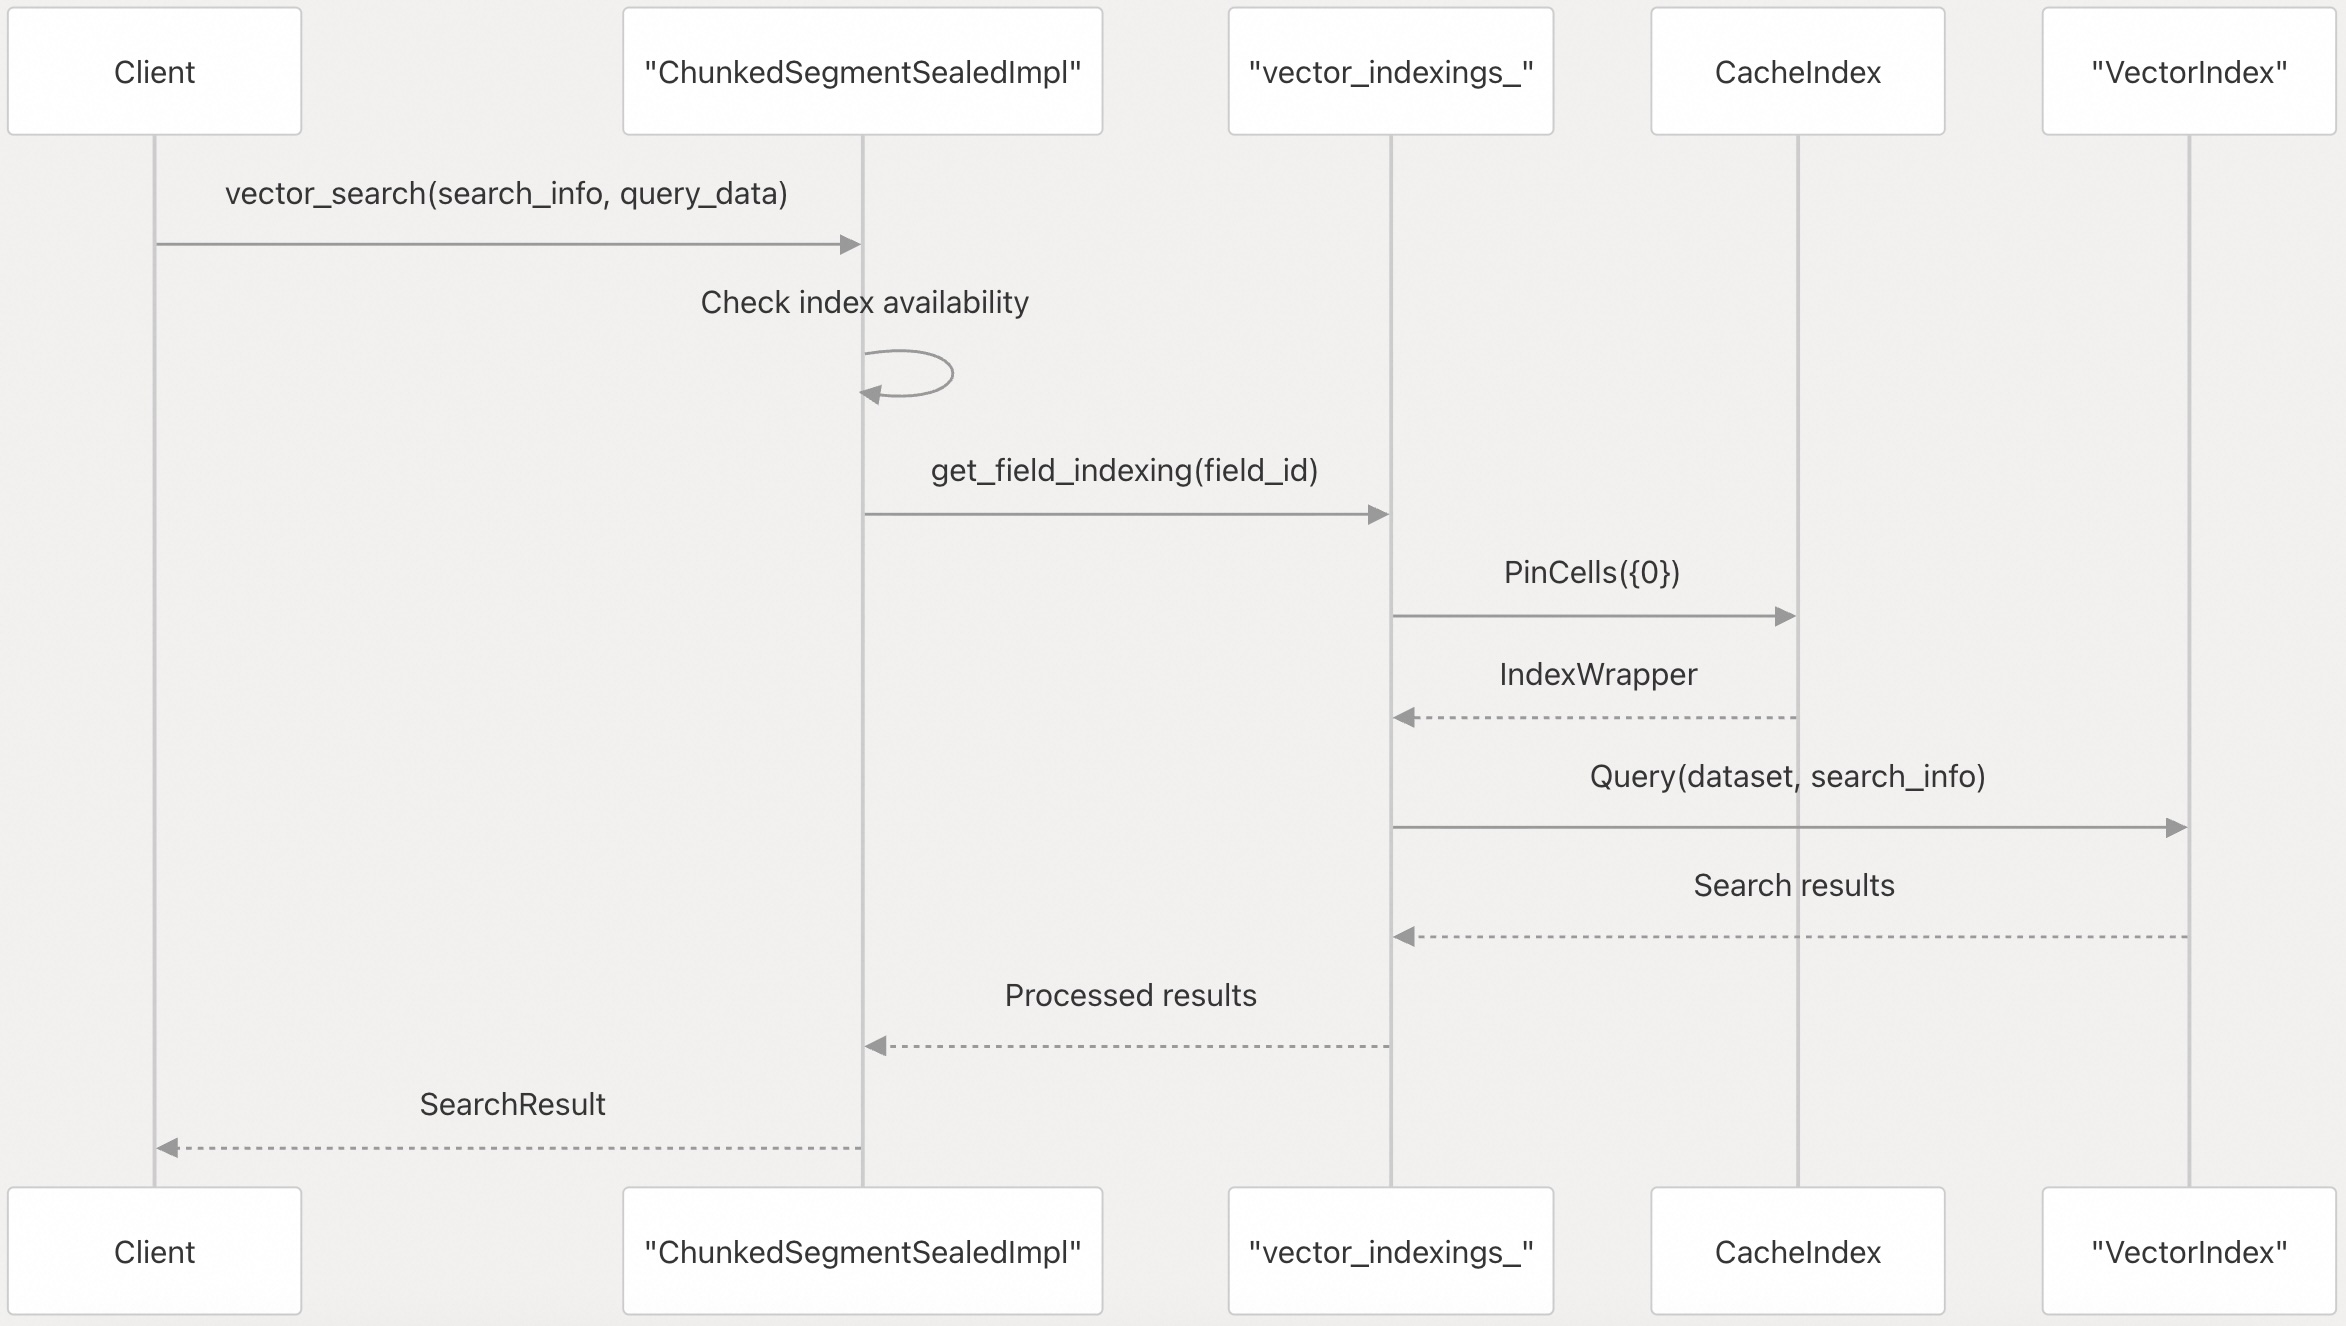 Client
"ChunkedSegmentSealedImpl"
"vector_indexings_"
CacheIndex
"VectorIndex"
vector_search(search_info, query_data)
Check index availability
get_field_indexing(field_id)
PinCells({0})
IndexWrapper
Query(dataset, search_info)
Search results
Processed results
SearchResult
Client
"ChunkedSegmentSealedImpl"
"vector_indexings_"
CacheIndex
"VectorIndex"